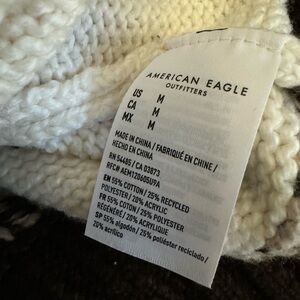 AMERICAN EAGLE
OUTFITTERS
US M
CA M
MX M
MADE IN CHINA / FABRIQUÉ EN CHINE /
HECHO EN CHINA
RN 54485 / CA 03873
RFC# AEM120605U9A
EN 55% COTTON / 25% RECYCLED
POLYESTER / 20% ACRYLIC
FR 55% COTON / 25% POLYESTER
RÉGÉNÉRÉ / 20% ACRYLIQUE
SP 55% algodón / 25% poliéster reciclado /
20% acrílico